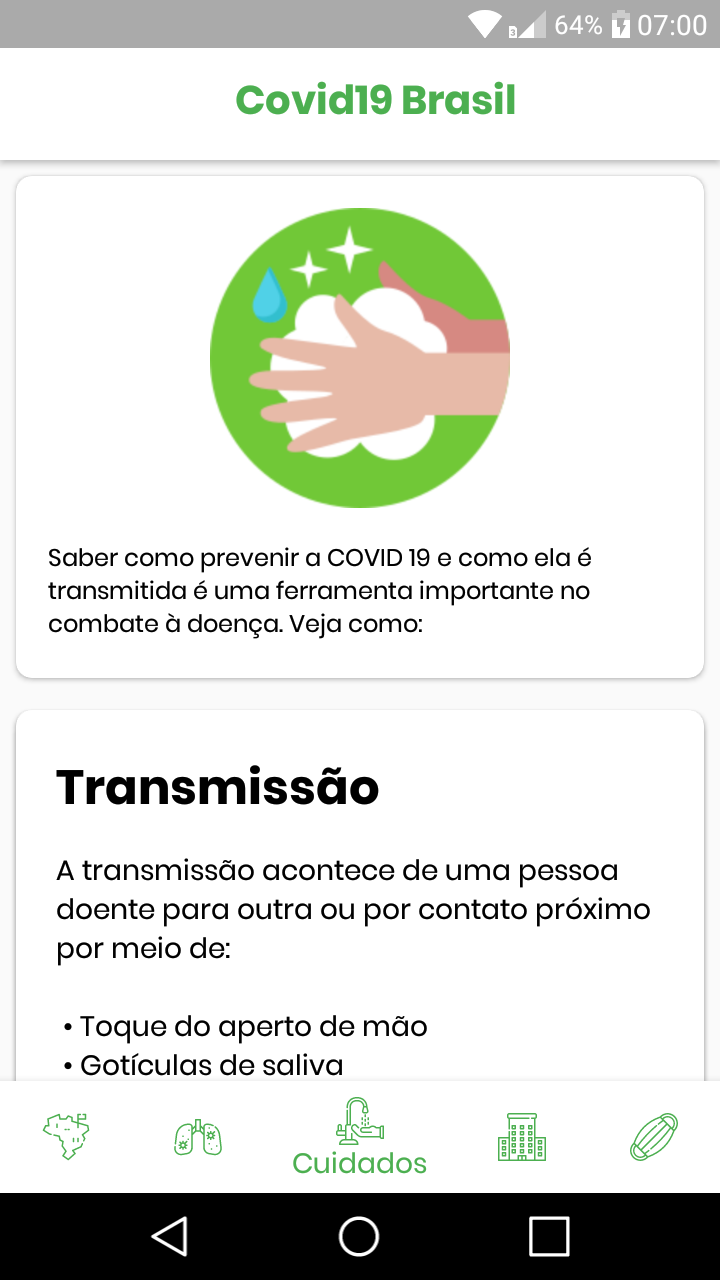 64% 07:00
Covid19 Brasil
Saber como prevenir a COVID 19 e como ela é
transmitida é uma ferramenta importante no
combate à doença. Veja como:
Transmissão
A transmissão acontece de uma pessoa
doente para outra ou por contato próximo
por meio de:
• Toque do aperto de mão
• Gotículas de saliva
Cuidados